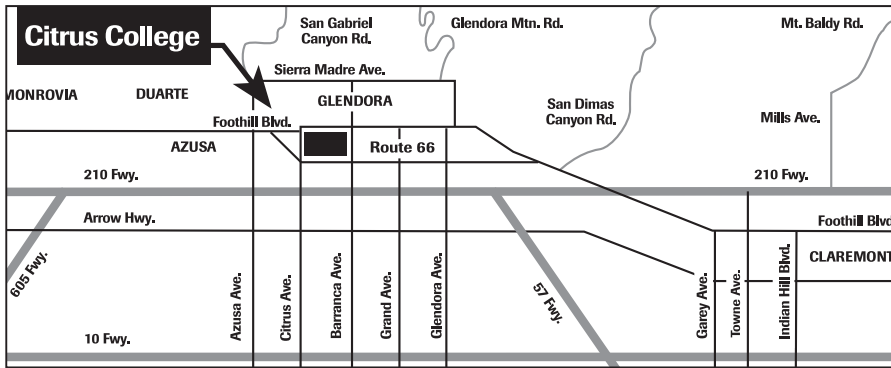 Citrus College
San Gabriel
Canyon Rd.
Glendora Mtn. Rd.
Mt. Baldy Rd.
Sierra Madre Ave.
MONROVIA
DUARTE
GLENDORA
San Dimas
Canyon Rd.
Foothill Blvd.
Mills Ave.
AZUSA
Route 66
210 Fwy.
210 Fwy.
Arrow Hwy.
Foothill Blvd
CLAREMONT
605 Fwy.
Azusa Ave.
Citrus Ave.
Barranca Ave.
Grand Ave.
Glendora Ave.
57 Fwy.
Garey Ave.
Towne Ave.
Indian Hill Blvd.
10 Fwy.